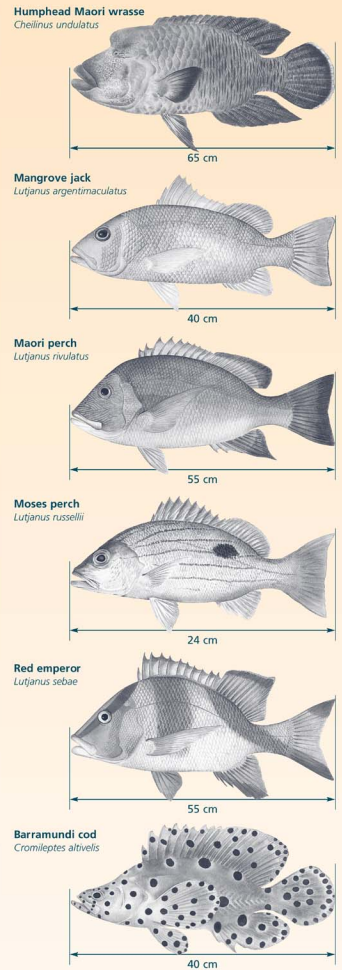 Humphead Maori wrasse
Cheilinus undulatus
65 cm
Mangrove jack
Lutjanus argentimaculatus
40 cm
Maori perch
Lutjanus rivulatus
55 cm
Moses perch
Lutjanus russellii
24 cm
Red emperor
Lutjanus sebae
55 cm
Barramundi cod
Cromileptes altivelis
40 cm